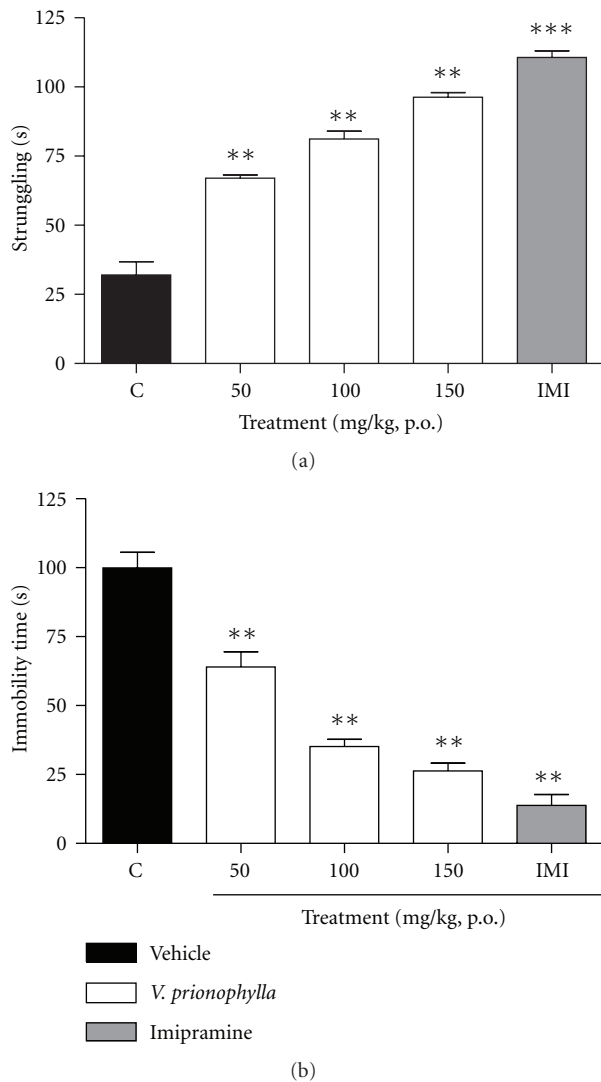 125
100
75
50
25
0
Strunggling (s)
**
**
**
***
C 50 100 150 IMI
Treatment (mg/kg, p.o.)
(a)
125
100
75
50
25
0
Immobility time (s)
**
**
**
**
C 50 100 150 IMI
Treatment (mg/kg, p.o.)
Vehicle
V. prionophylla
Imipramine
(b)